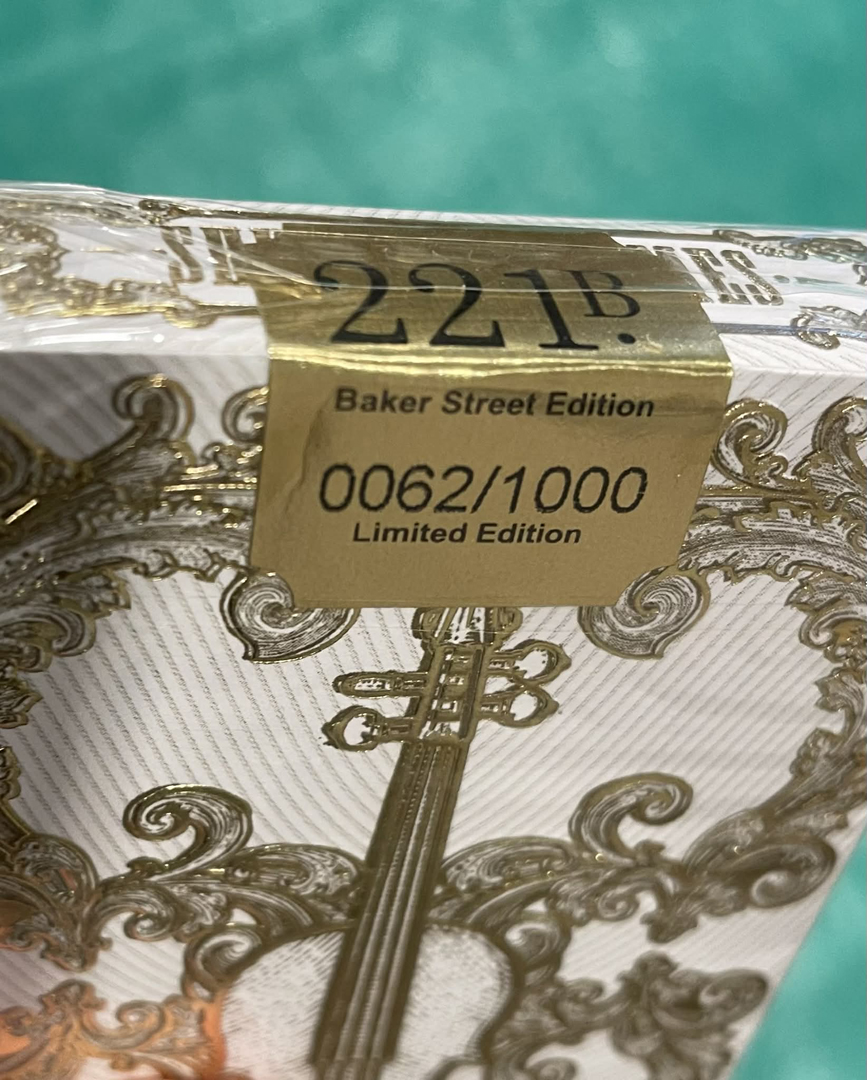 221B.
Baker Street Edition
0062/1000
Limited Edition